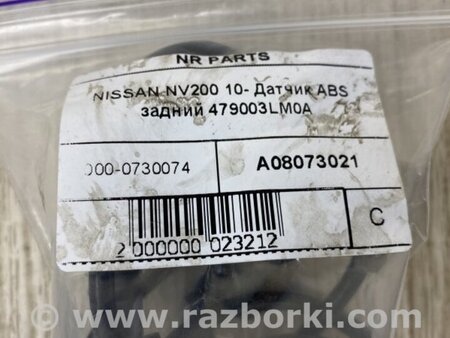 NR PARTS
NISSAN NV200 10- Датчик ABS
задний 479003LM0A
000-0730074
A08073021
C
2 000000 023212
www.razborki.com